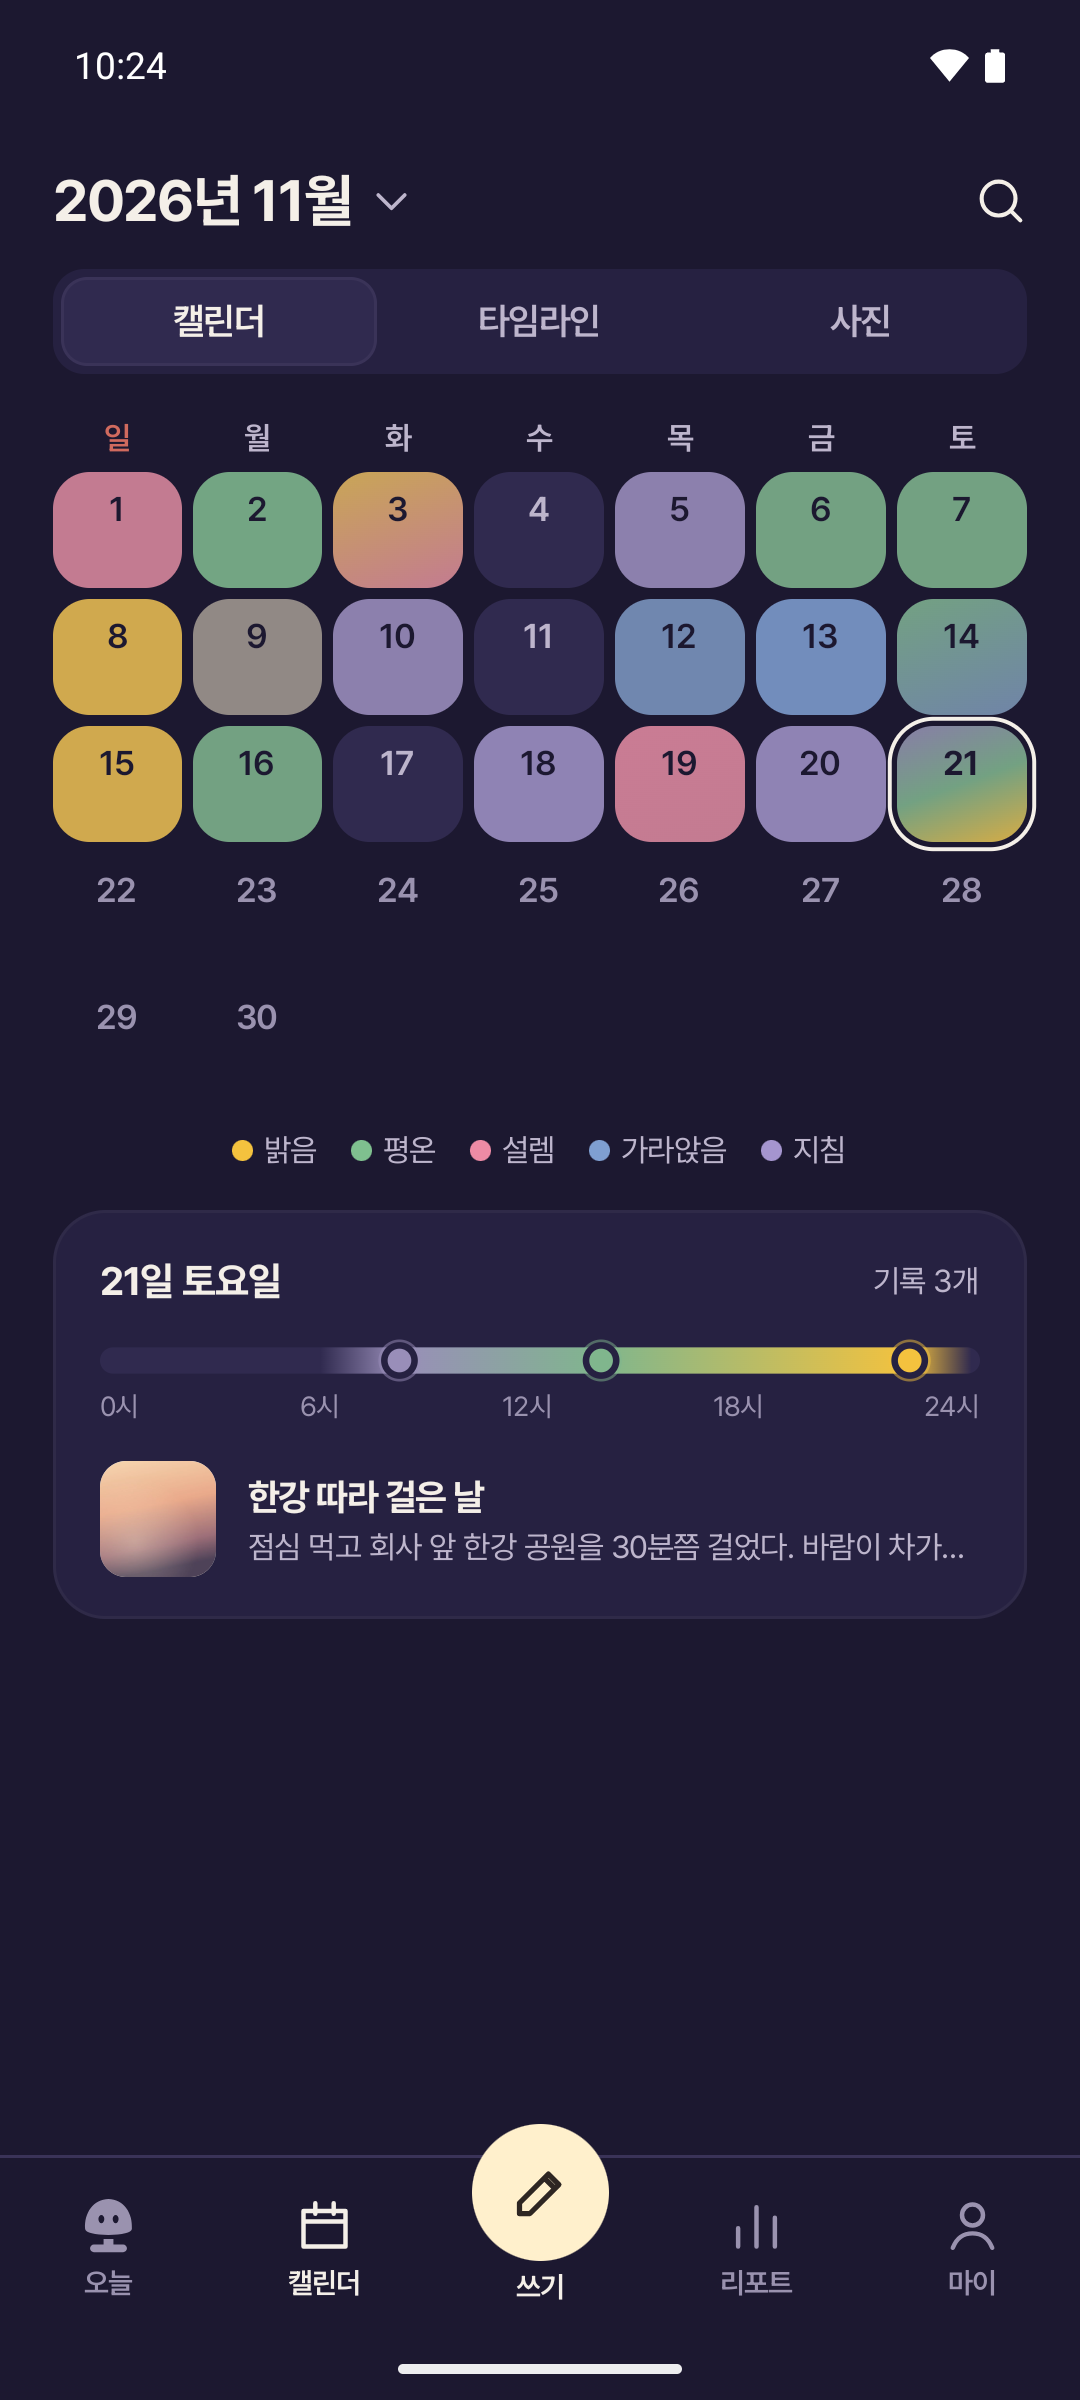 10:24
2026년 11월
캘린더 타임라인 사진
일 월 화 수 목 금 토
1 2 3 4 5 6 7
8 9 10 11 12 13 14
15 16 17 18 19 20 21
22 23 24 25 26 27 28
29 30
밝음 평온 설렘 가라앉음 지침
21일 토요일 기록 3개
0시 6시 12시 18시 24시
한강 따라 걸은 날
점심 먹고 회사 앞 한강 공원을 30분쯤 걸었다. 바람이 차가...
오늘 캘린더 쓰기 리포트 마이